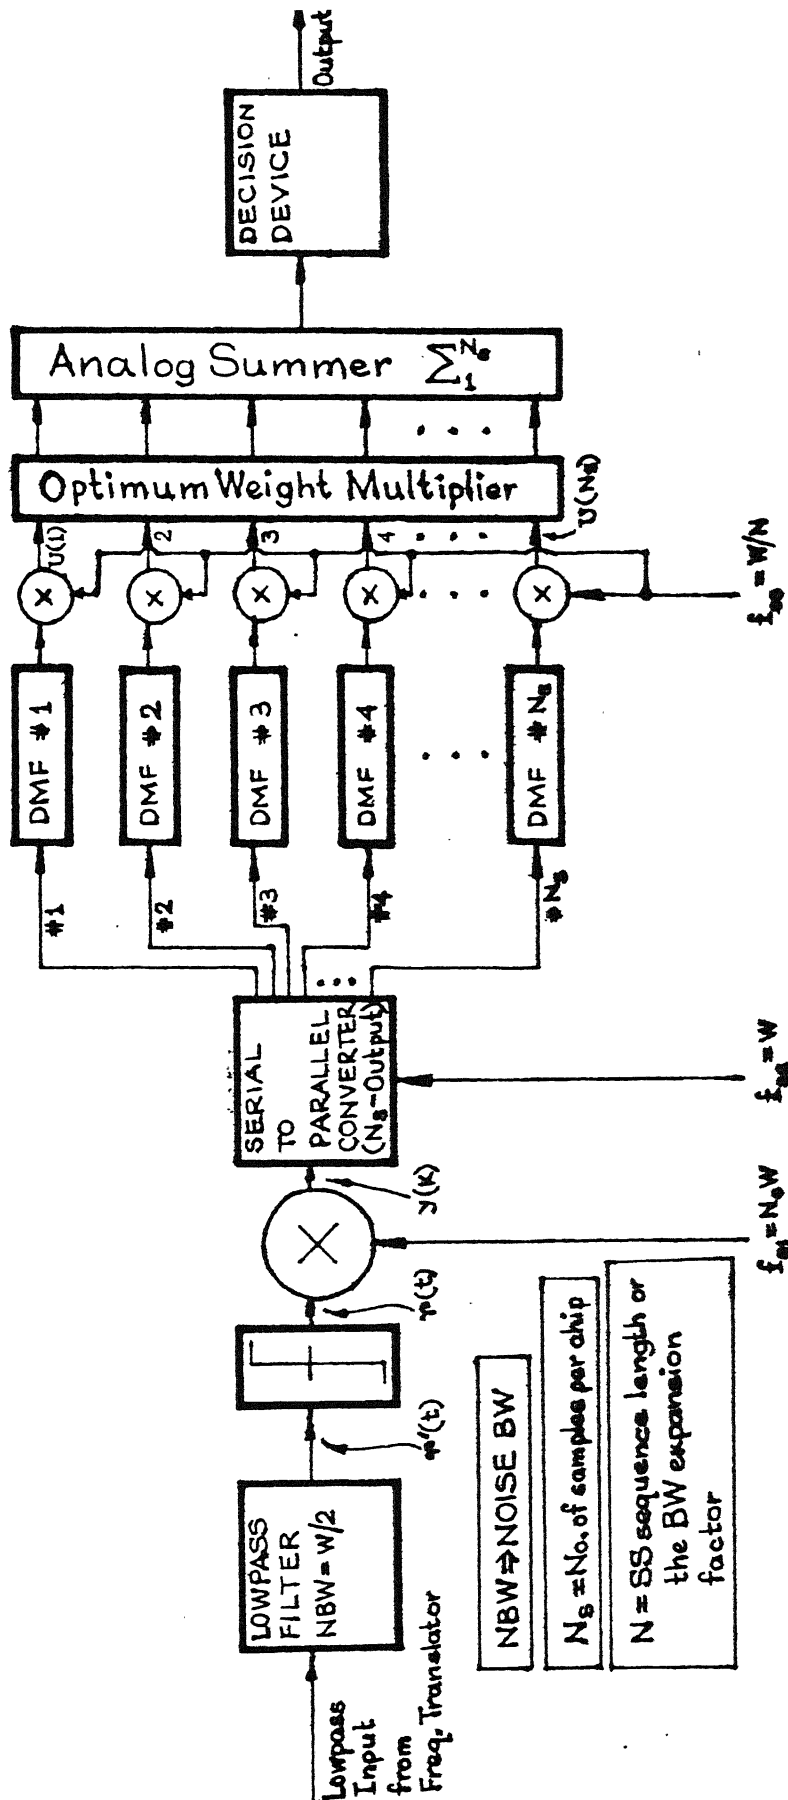 Lowpass
Input
from
Freq. Translator
LOWPASS
FILTER
NBW = W/2
r'(t)
r(t)
y(k)
SERIAL
TO
PARALLEL
CONVERTER
(Ns-Output)
fs1 = NsW
fs2 = W
#1
#2
#3
#4
#Ns
DMF #1
DMF #2
DMF #3
DMF #4
DMF #Ns
U(1)
2
3
4
U(Ns)
fs3 = W/N
Optimum Weight Multiplier
Analog Summer Σ1Ns
DECISION
DEVICE
Output
NBW⇒NOISE BW
Ns = No. of samples per chip
N = SS sequence length or
the BW expansion
factor